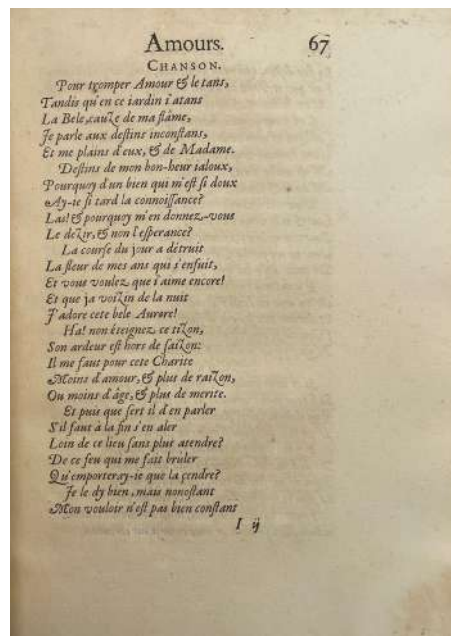 Amours. 67
CHANSON.
Pour tromper Amour & le tans,
Tandis qu'en ce iardin i'atans
La Bele, cauze de ma flâme,
Je parle aux destins inconstans,
Et me plains d'eux, & de Madame.
Destins de mon bon-heur ialoux,
Pourquoy d'un bien qui m'est si doux
Ay-ie si tard la connoissance?
Las! & pourquoy m'en donnez-vous
Le dezir, & non l'esperance?
La course du jour a détruit
La fleur de mes ans qui s'enfuit,
Et vous voulez que i'aime encore!
Et que ja voizin de la nuit
J'adore cete bele Aurore!
Ha! non éteignez ce tizon,
Son ardeur est hors de saizon:
Il me faut pour cete Charite
Moins d'amour, & plus de raizon,
Ou moins d'âge, & plus de merite.
Et puis que sert il d'en parler
S'il faut à la fin s'en aler
Loin de ce lieu sans plus atendre?
De ce feu qui me fait bruler
Qu'emporteray-ie que la çendre?
Je le dy bien, mais nonostant
Mon vouloir n'est pas bien constant
I ij